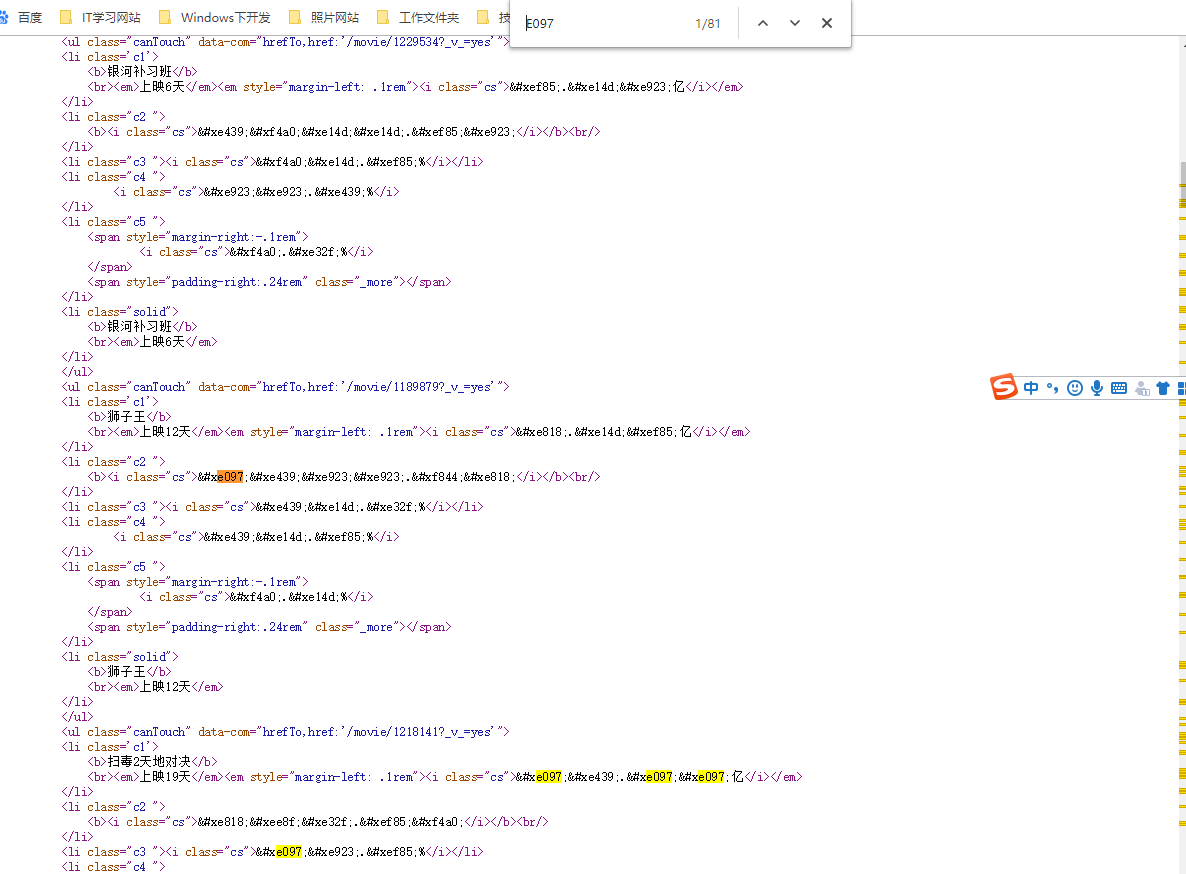 百度 IT学习网站 Windows下开发 照片网站 工作文件夹 技
E097 1/81
<ul class="canTouch" data-com="hrefTo,href:'/movie/1229534?_v_=yes'">
<li class='c1'>
<b>银河补习班</b>
<br><em>上映6天</em><em style="margin-left: .1rem"><i class="cs">&#xef85;.&#xe14d;&#xe923;亿</i></em>
</li>
<li class="c2 ">
<b><i class="cs">&#xe439;&#xf4a0;&#xe14d;&#xe14d;.&#xef85;&#xe923;</i></b><br/>
</li>
<li class="c3 "><i class="cs">&#xf4a0;&#xe14d;.&#xef85;%</i></li>
<li class="c4 ">
<i class="cs">&#xe923;&#xe923;.&#xe439;%</i>
</li>
<li class="c5 ">
<span style="margin-right:-.1rem">
<i class="cs">&#xf4a0;.&#xe32f;%</i>
</span>
<span style="padding-right:.24rem" class="_more"></span>
</li>
<li class="solid">
<b>银河补习班</b>
<br><em>上映6天</em>
</li>
</ul>
<ul class="canTouch" data-com="hrefTo,href:'/movie/1189879?_v_=yes'">
<li class='c1'>
<b>狮子王</b>
<br><em>上映12天</em><em style="margin-left: .1rem"><i class="cs">&#xe818;.&#xe14d;&#xef85;亿</i></em>
</li>
<li class="c2 ">
<b><i class="cs">&#xe097;&#xe439;&#xe923;&#xe923;.&#xf844;&#xe818;</i></b><br/>
</li>
<li class="c3 "><i class="cs">&#xe439;&#xe14d;.&#xe32f;%</i></li>
<li class="c4 ">
<i class="cs">&#xe439;&#xe14d;.&#xef85;%</i>
</li>
<li class="c5 ">
<span style="margin-right:-.1rem">
<i class="cs">&#xf4a0;.&#xe14d;%</i>
</span>
<span style="padding-right:.24rem" class="_more"></span>
</li>
<li class="solid">
<b>狮子王</b>
<br><em>上映12天</em>
</li>
</ul>
<ul class="canTouch" data-com="hrefTo,href:'/movie/1218141?_v_=yes'">
<li class='c1'>
<b>扫毒2天地对决</b>
<br><em>上映19天</em><em style="margin-left: .1rem"><i class="cs">&#xe097;&#xe439;.&#xe097;&#xe097;亿</i></em>
</li>
<li class="c2 ">
<b><i class="cs">&#xe818;&#xee8f;&#xe32f;.&#xef85;&#xf4a0;</i></b><br/>
</li>
<li class="c3 "><i class="cs">&#xe097;&#xe923;.&#xef85;%</i></li>
<li class="c4 ">
中